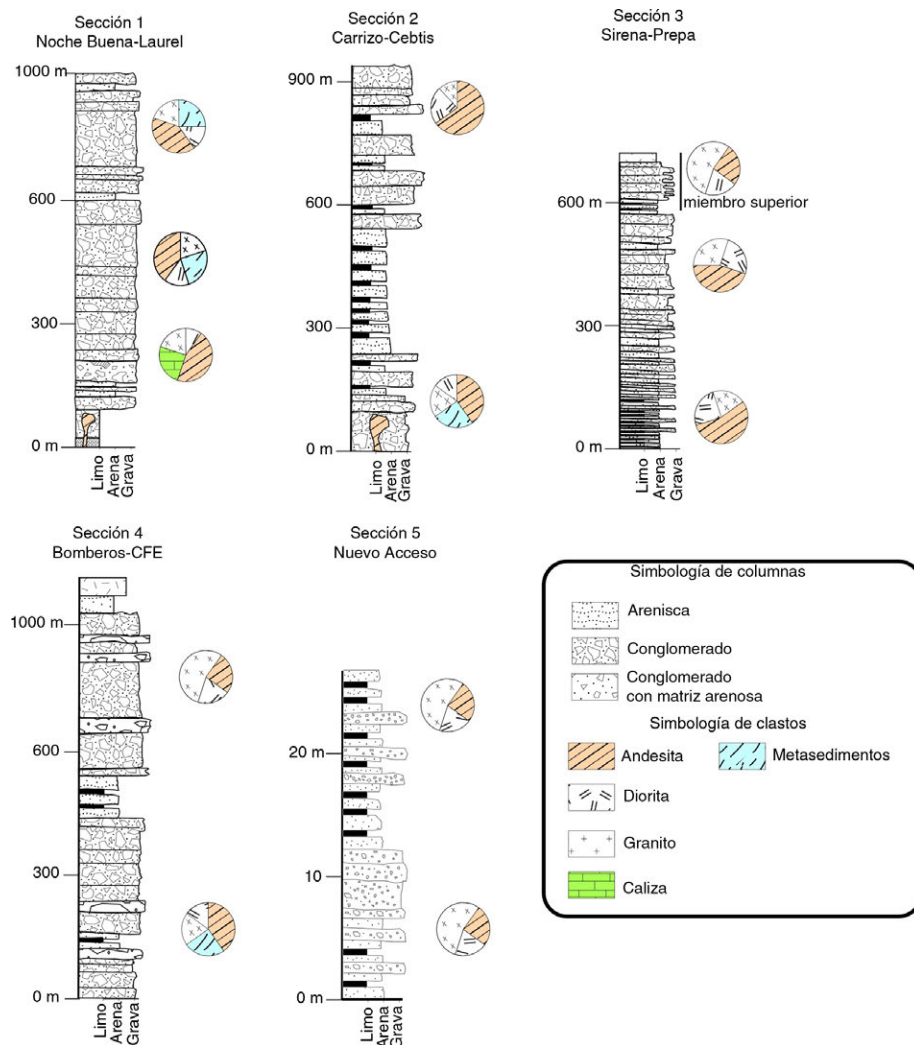 Sección 1
Noche Buena-Laurel
1000 m
600
300
0 m
Limo
Arena
Grava
Sección 2
Carrizo-Cebtis
900 m
600
300
0 m
Limo
Arena
Grava
Sección 3
Sirena-Prepa
600 m
miembro superior
300
0 m
Limo
Arena
Grava
Sección 4
Bomberos-CFE
1000 m
600
300
0 m
Limo
Arena
Grava
Sección 5
Nuevo Acceso
20 m
10
0 m
Limo
Arena
Grava
Simbología de columnas
Arenisca
Conglomerado
Conglomerado
con matriz arenosa
Simbología de clastos
Andesita
Metasedimentos
Diorita
Granito
Caliza